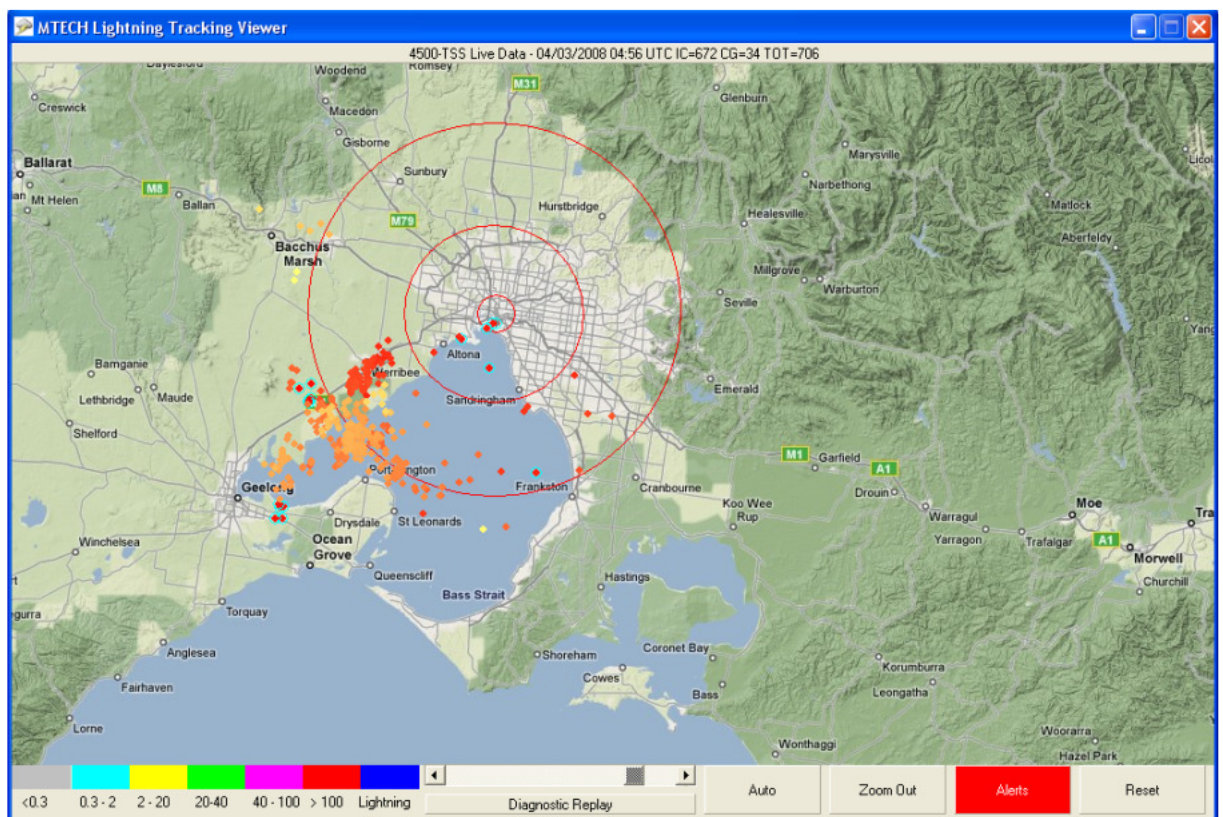 MTECH Lightning Tracking Viewer
4500-TSS Live Data - 04/03/2008 04:56 UTC IC=672 CG=34 TOT=706
Daylesford
Woodend
Romsey
M31
Glenburn
Creswick
Macedon
Gisborne
Marysville
Ballarat
Sunbury
Narbethong
M8
Mt Helen
Ballan
Matlock
Hurstbridge
M79
Healesville
Bacchus
Marsh
Aberfeldy
Millgrove
Warburton
Seville
Altona
Bamganie
Werribee
Emerald
Lethbridge
Maude
Sandringham
Shelford
M1
Garfield
A1
Geelong
Frankston
Cranbourne
Drouin
Koo Wee
Rup
Moe
Drysdale
St Leonards
Warragul
Yarragon
Trafalgar
A1
Winchelsea
Ocean
Grove
Morwell
Queenscliff
Hastings
Churchill
Bass Strait
Torquay
Anglesea
Shoreham
Coronet Bay
Korumburra
Cowes
Fairhaven
Bass
Leongatha
Lorne
Woorarra
Wonthaggi
Hazel Park
<0.3
0.3 - 2
2 - 20
20-40
40 - 100
> 100
Lightning
Diagnostic Replay
Auto
Zoom Out
Alerts
Reset